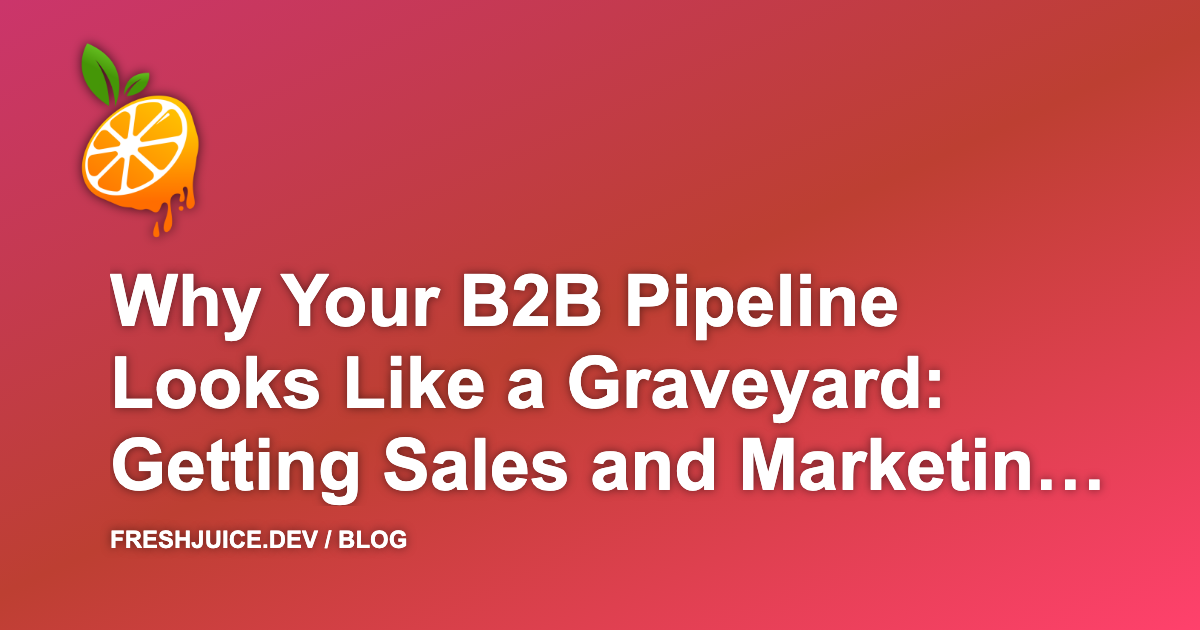 Why Your B2B Pipeline
Looks Like a Graveyard:
Getting Sales and Marketin…
FRESHJUICE.DEV / BLOG